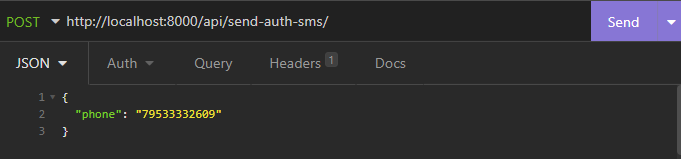 POST http://localhost:8000/api/send-auth-sms/ Send
JSON Auth Query Headers 1 Docs
1 {
2 "phone": "79533332609"
3 }